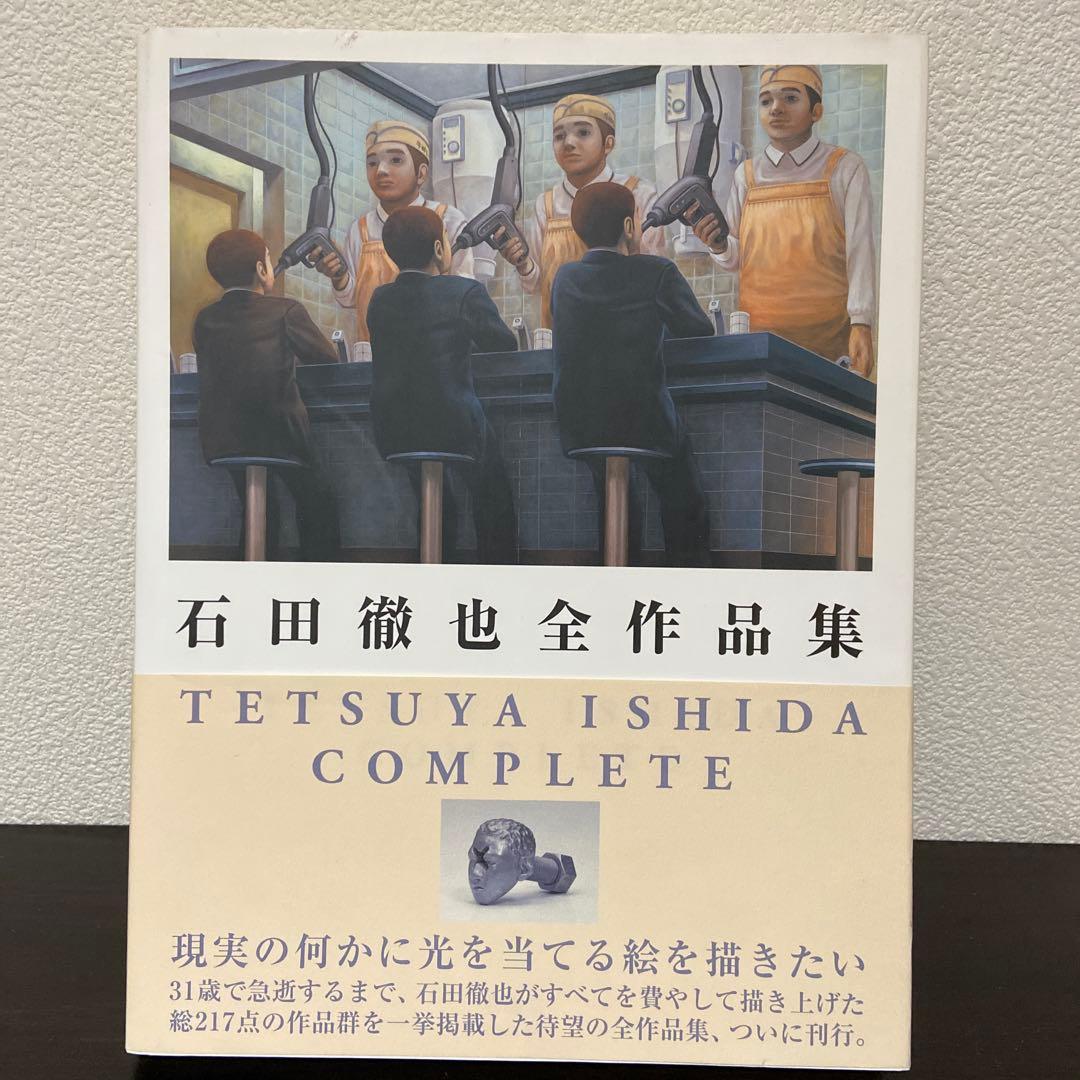 石田徹也全作品集
TETSUYA ISHIDA
COMPLETE
現実の何かに光を当てる絵を描きたい
31歳で急逝するまで、石田徹也がすべてを費やして描き上げた
総217点の作品群を一挙掲載した待望の全作品集、ついに刊行。